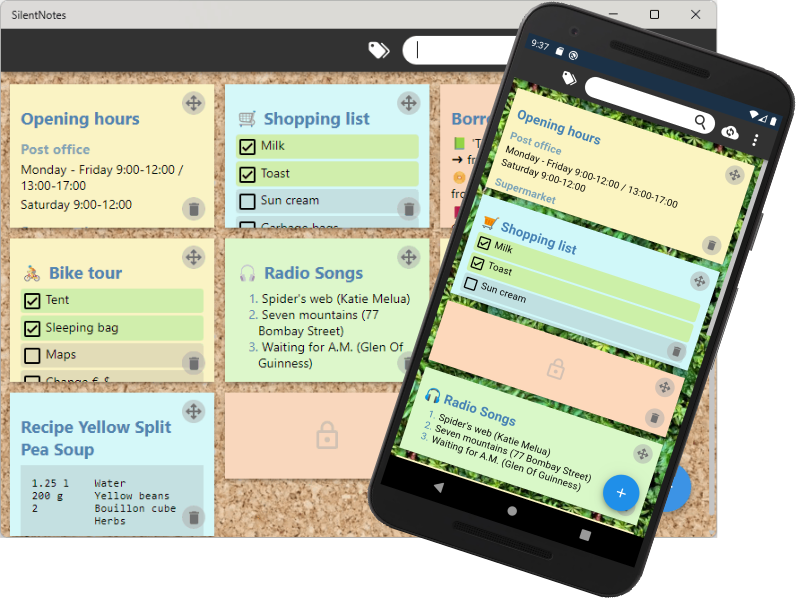 SilentNotes
Opening hours
Post office
Monday - Friday 9:00-12:00 /
13:00-17:00
Saturday 9:00-12:00
Shopping list
Milk
Toast
Sun cream
Garbage bags
Borro
Bike tour
Tent
Sleeping bag
Maps
Change € $
Radio Songs
1. Spider's web (Katie Melua)
2. Seven mountains (77
Bombay Street)
3. Waiting for A.M. (Glen Of
Guinness)
Recipe Yellow Split
Pea Soup
1.25 l Water
200 g Yellow beans
2 Bouillon cube
Herbs
9:37
Opening hours
Post office
Monday - Friday 9:00-12:00 / 13:00-17:00
Saturday 9:00-12:00
Supermarket
Shopping list
Milk
Toast
Sun cream
Radio Songs
1. Spider's web (Katie Melua)
2. Seven mountains (77 Bombay Street)
3. Waiting for A.M. (Glen Of Guinness)